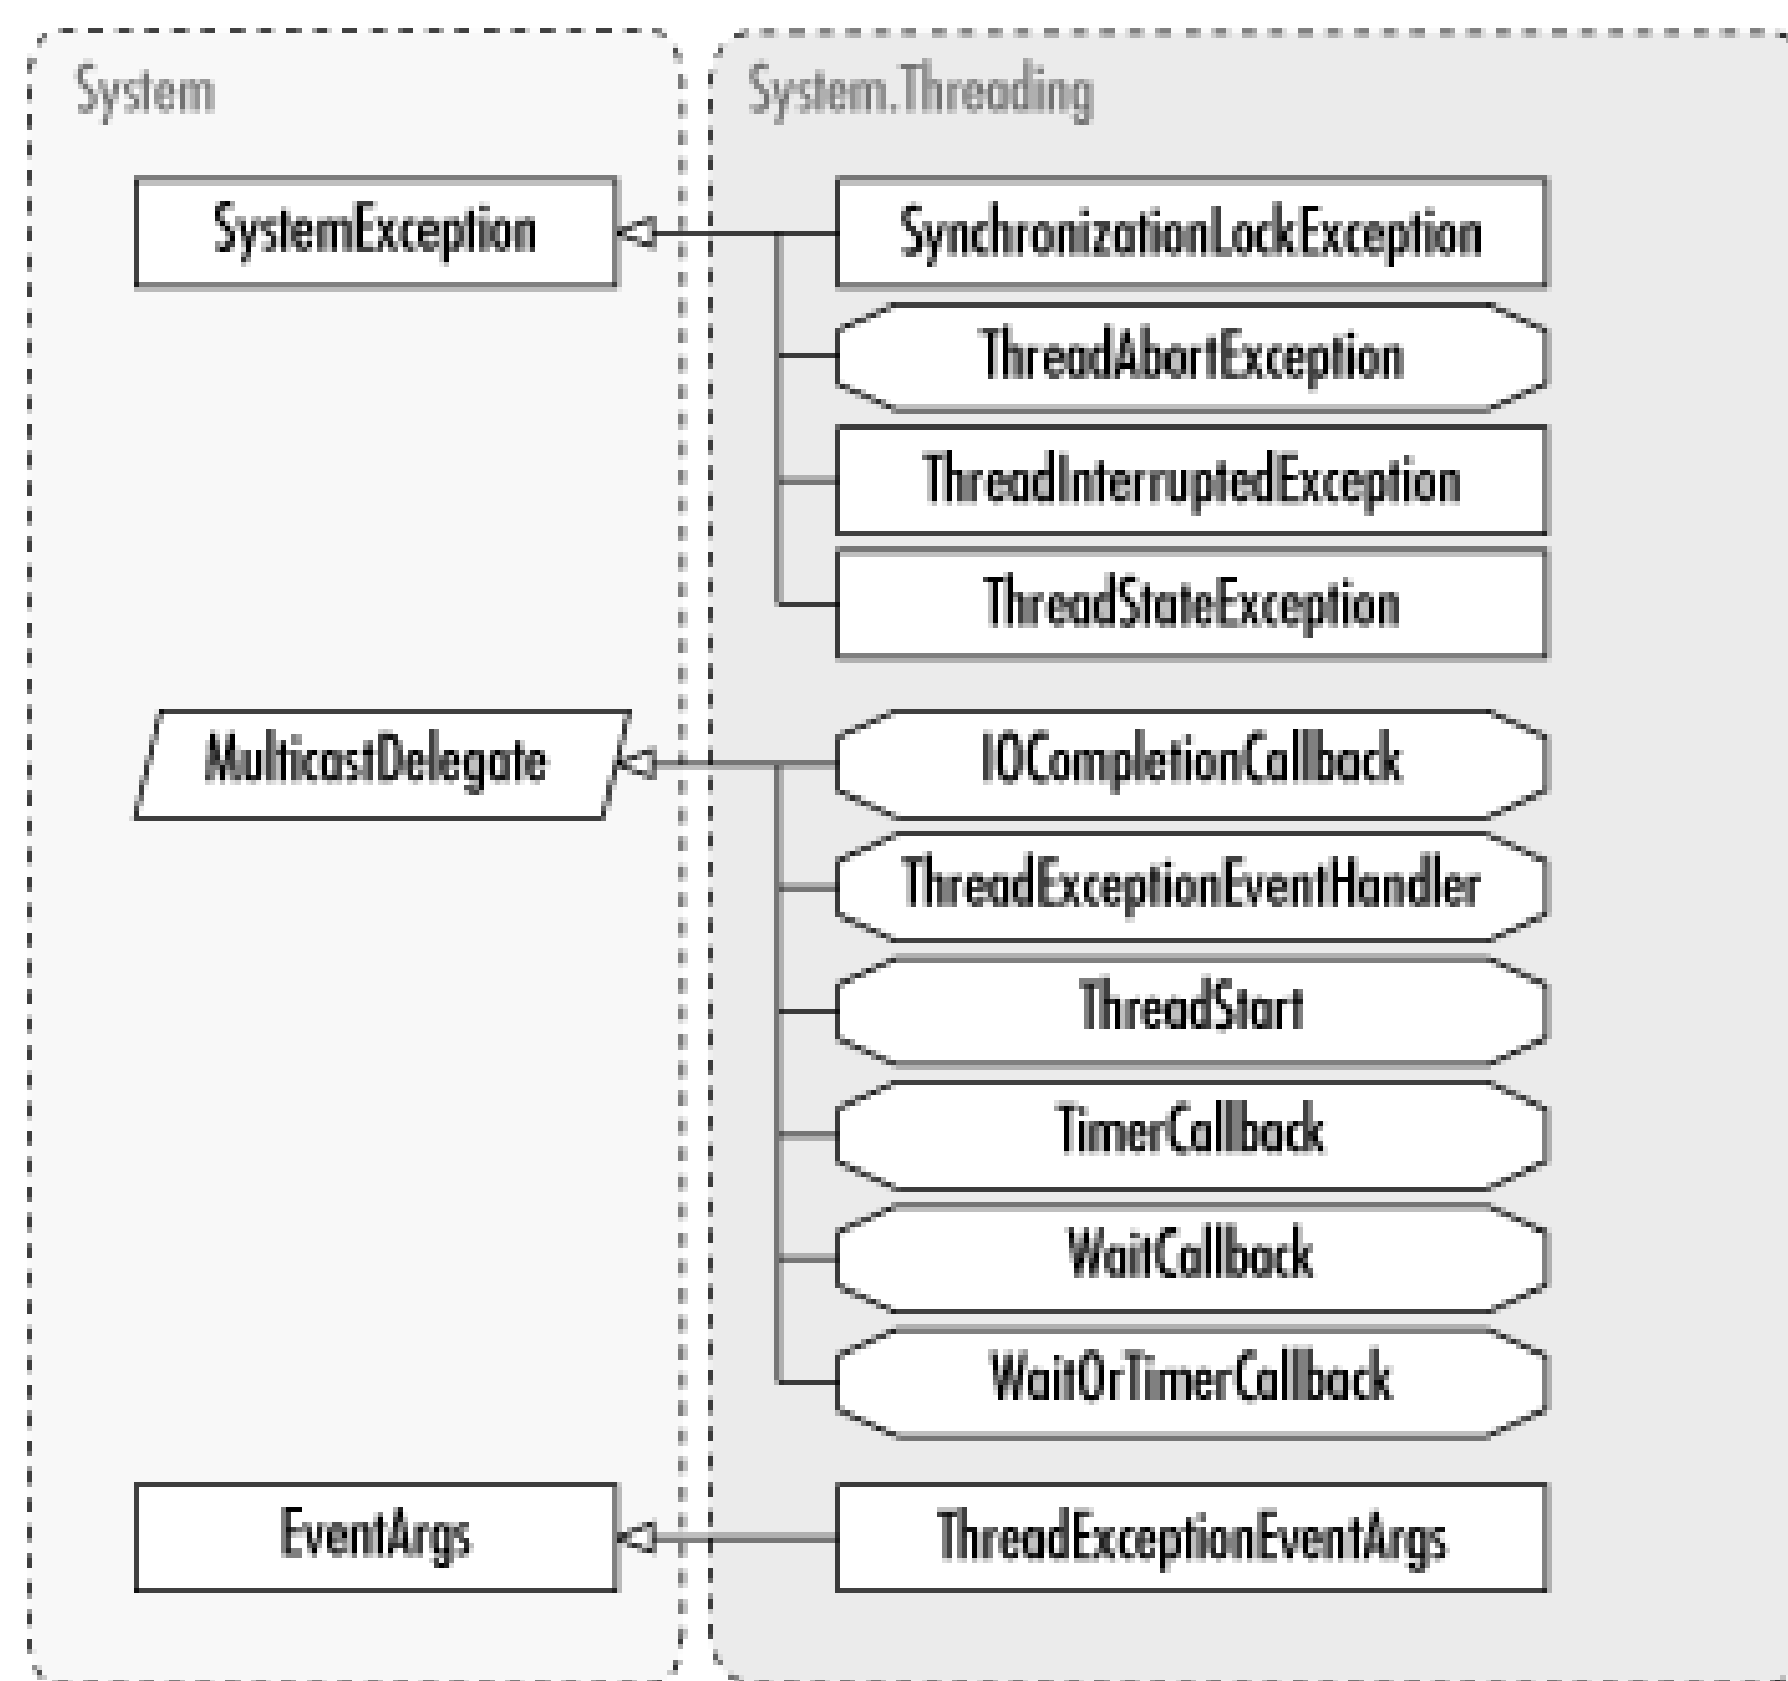 System
System.Threading
SystemException
SynchronizationLockException
ThreadAbortException
ThreadInterruptedException
ThreadStateException
MulticastDelegate
IOCompletionCallback
ThreadExceptionEventHandler
ThreadStart
TimerCallback
WaitCallback
WaitOrTimerCallback
EventArgs
ThreadExceptionEventArgs